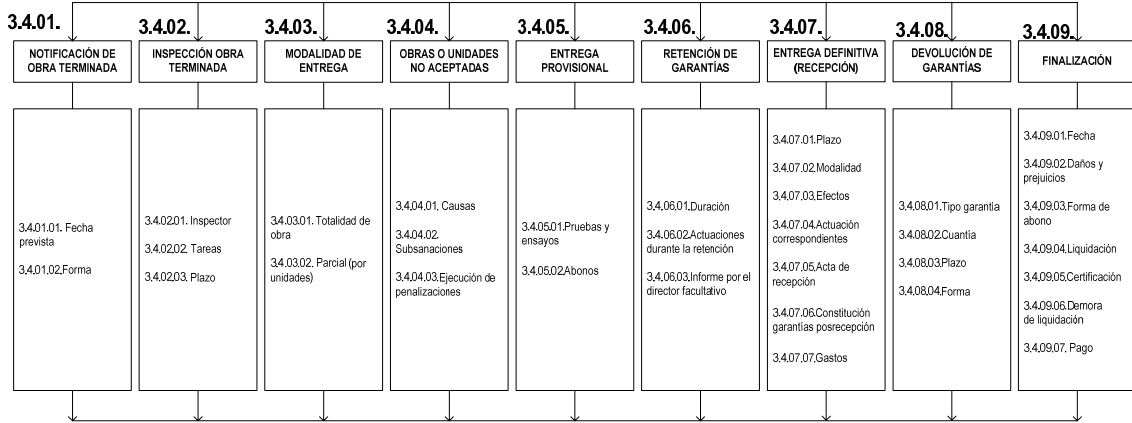 3.4.01.
NOTIFICACIÓN DE
OBRA TERMINADA
3.4.01.01. Fecha
prevista
3.4.01.02.Forma
3.4.02.
INSPECCIÓN OBRA
TERMINADA
3.4.02.01. Inspector
3.4.02.02. Tareas
3.4.02.03. Plazo
3.4.03.
MODALIDAD DE
ENTREGA
3.4.03.01. Totalidad de
obra
3.4.03.02. Parcial (por
unidades)
3.4.04.
OBRAS O UNIDADES
NO ACEPTADAS
3.4.04.01. Causas
3.4.04.02.
Subsanaciones
3.4.04.03.Ejecución de
penalizaciones
3.4.05.
ENTREGA
PROVISIONAL
3.4.05.01.Pruebas y
ensayos
3.4.05.02.Abonos
3.4.06.
RETENCIÓN DE
GARANTÍAS
3.4.06.01.Duración
3.4.06.02.Actuaciones
durante la retención
3.4.06.03.Informe por el
director facultativo
3.4.07.
ENTREGA DEFINITIVA
(RECEPCIÓN)
3.4.07.01.Plazo
3.4.07.02.Modalidad
3.4.07.03.Efectos
3.4.07.04.Actuación
correspondientes
3.4.07.05.Acta de
recepción
3.4.07.06.Constitución
garantías posrecepción
3.4.07.07.Gastos
3.4.08.
DEVOLUCIÓN DE
GARANTÍAS
3.4.08.01.Tipo garantía
3.4.08.02.Cuantía
3.4.08.03.Plazo
3.4.08.04.Forma
3.4.09.
FINALIZACIÓN
3.4.09.01.Fecha
3.4.09.02.Daños y
prejuicios
3.4.09.03.Forma de
abono
3.4.09.04.Liquidación
3.4.09.05.Certificación
3.4.09.06.Demora
de liquidación
3.4.09.07. Pago